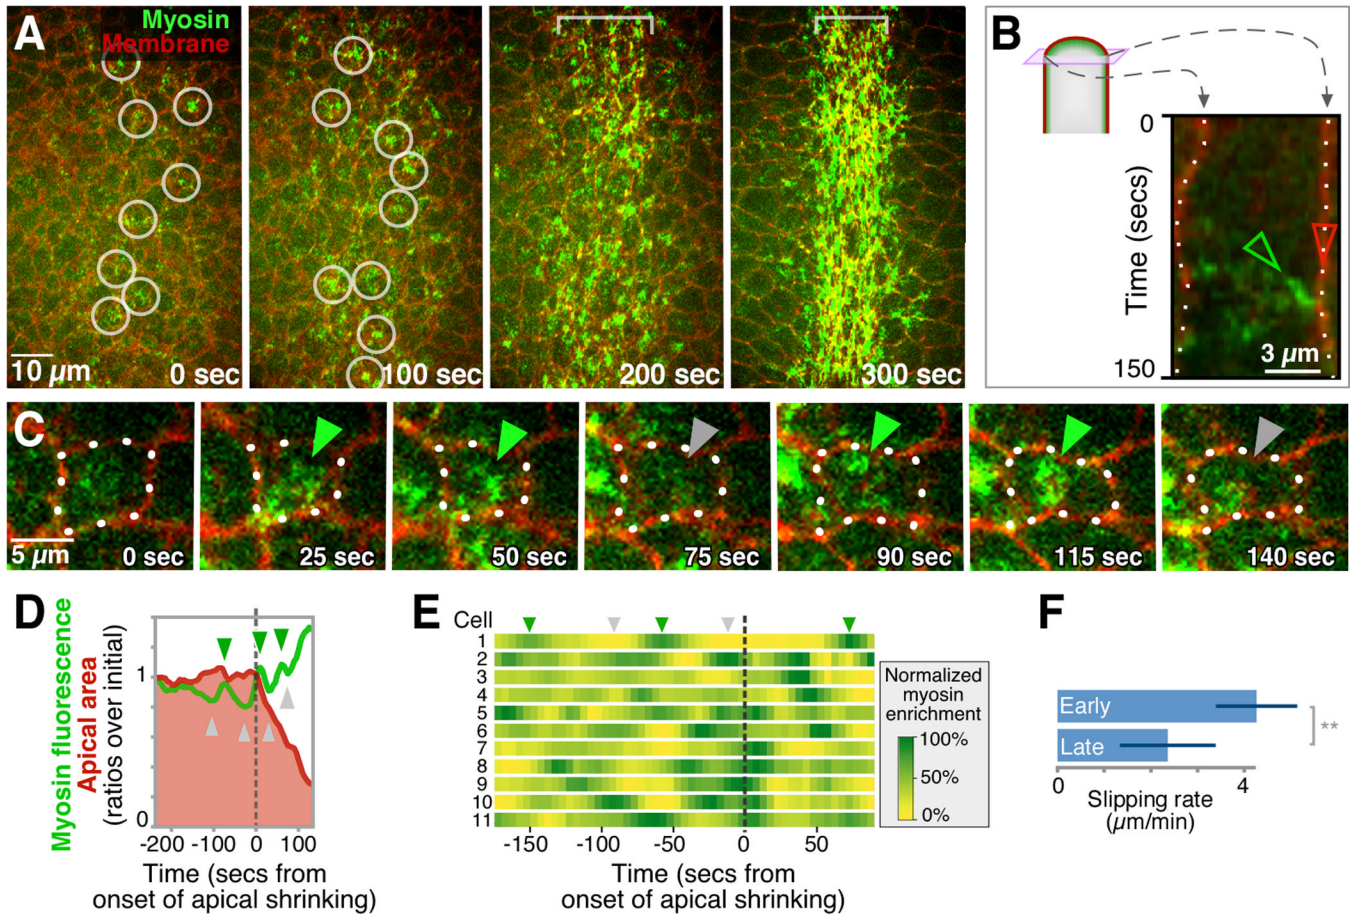 A
Myosin
Membrane
10 µm
0 sec
100 sec
200 sec
300 sec
B
0
Time (secs)
150
3 µm
C
5 µm
0 sec
25 sec
50 sec
75 sec
90 sec
115 sec
140 sec
D
Myosin fluorescence
Apical area
(ratios over initial)
1
0
-200 -100 0 100
Time (secs from
onset of apical shrinking)
E
Cell
1
2
3
4
5
6
7
8
9
10
11
-150 -100 -50 0 50
Time (secs from
onset of apical shrinking)
Normalized
myosin
enrichment
100%
50%
0%
F
Early
Late
**
0 4
Slipping rate
(µm/min)